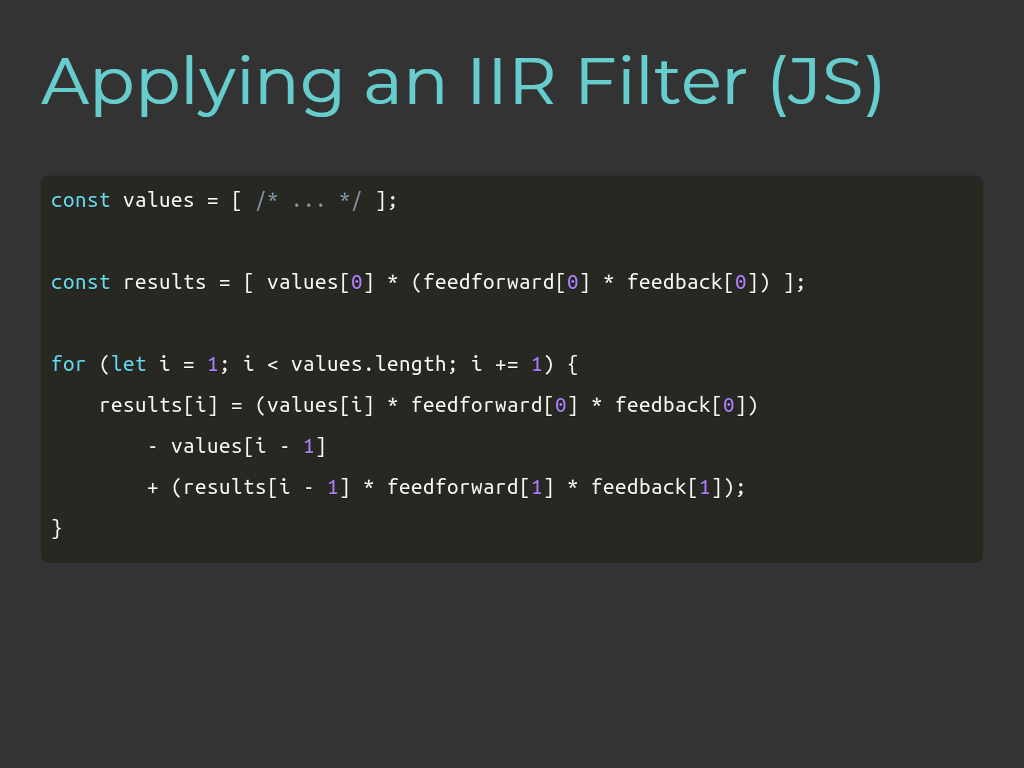 Applying an IIR Filter (JS)
const values = [ /* ... */ ];
const results = [ values[0] * (feedforward[0] * feedback[0]) ];
for (let i = 1; i < values.length; i += 1) {
    results[i] = (values[i] * feedforward[0] * feedback[0])
        - values[i - 1]
        + (results[i - 1] * feedforward[1] * feedback[1]);
}